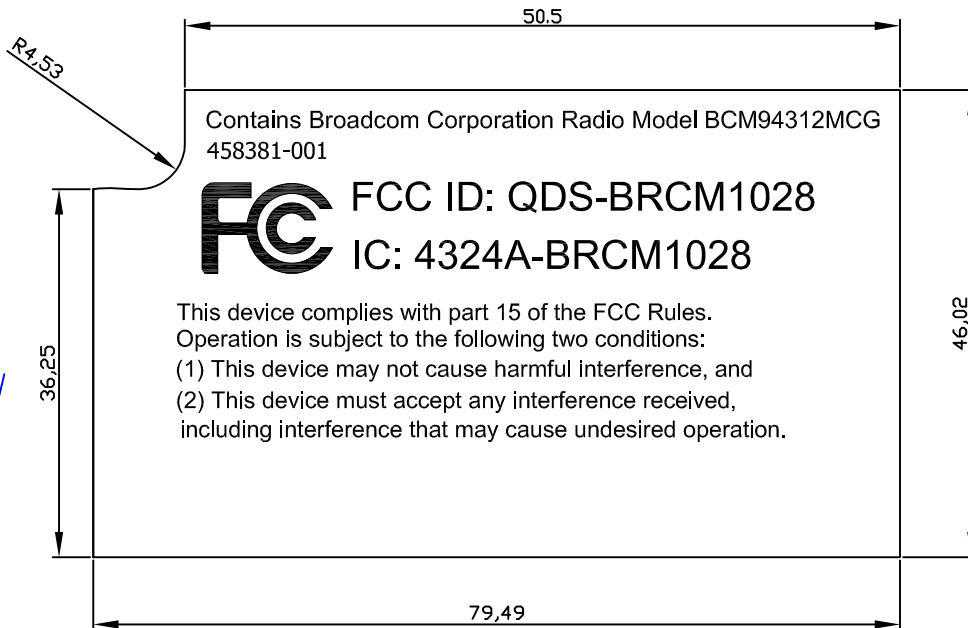 50.5
R4,53
Contains Broadcom Corporation Radio Model BCM94312MCG
458381-001
FC FCC ID: QDS-BRCM1028
IC: 4324A-BRCM1028
This device complies with part 15 of the FCC Rules.
Operation is subject to the following two conditions:
(1) This device may not cause harmful interference, and
(2) This device must accept any interference received,
including interference that may cause undesired operation.
36,25
46,02
79,49